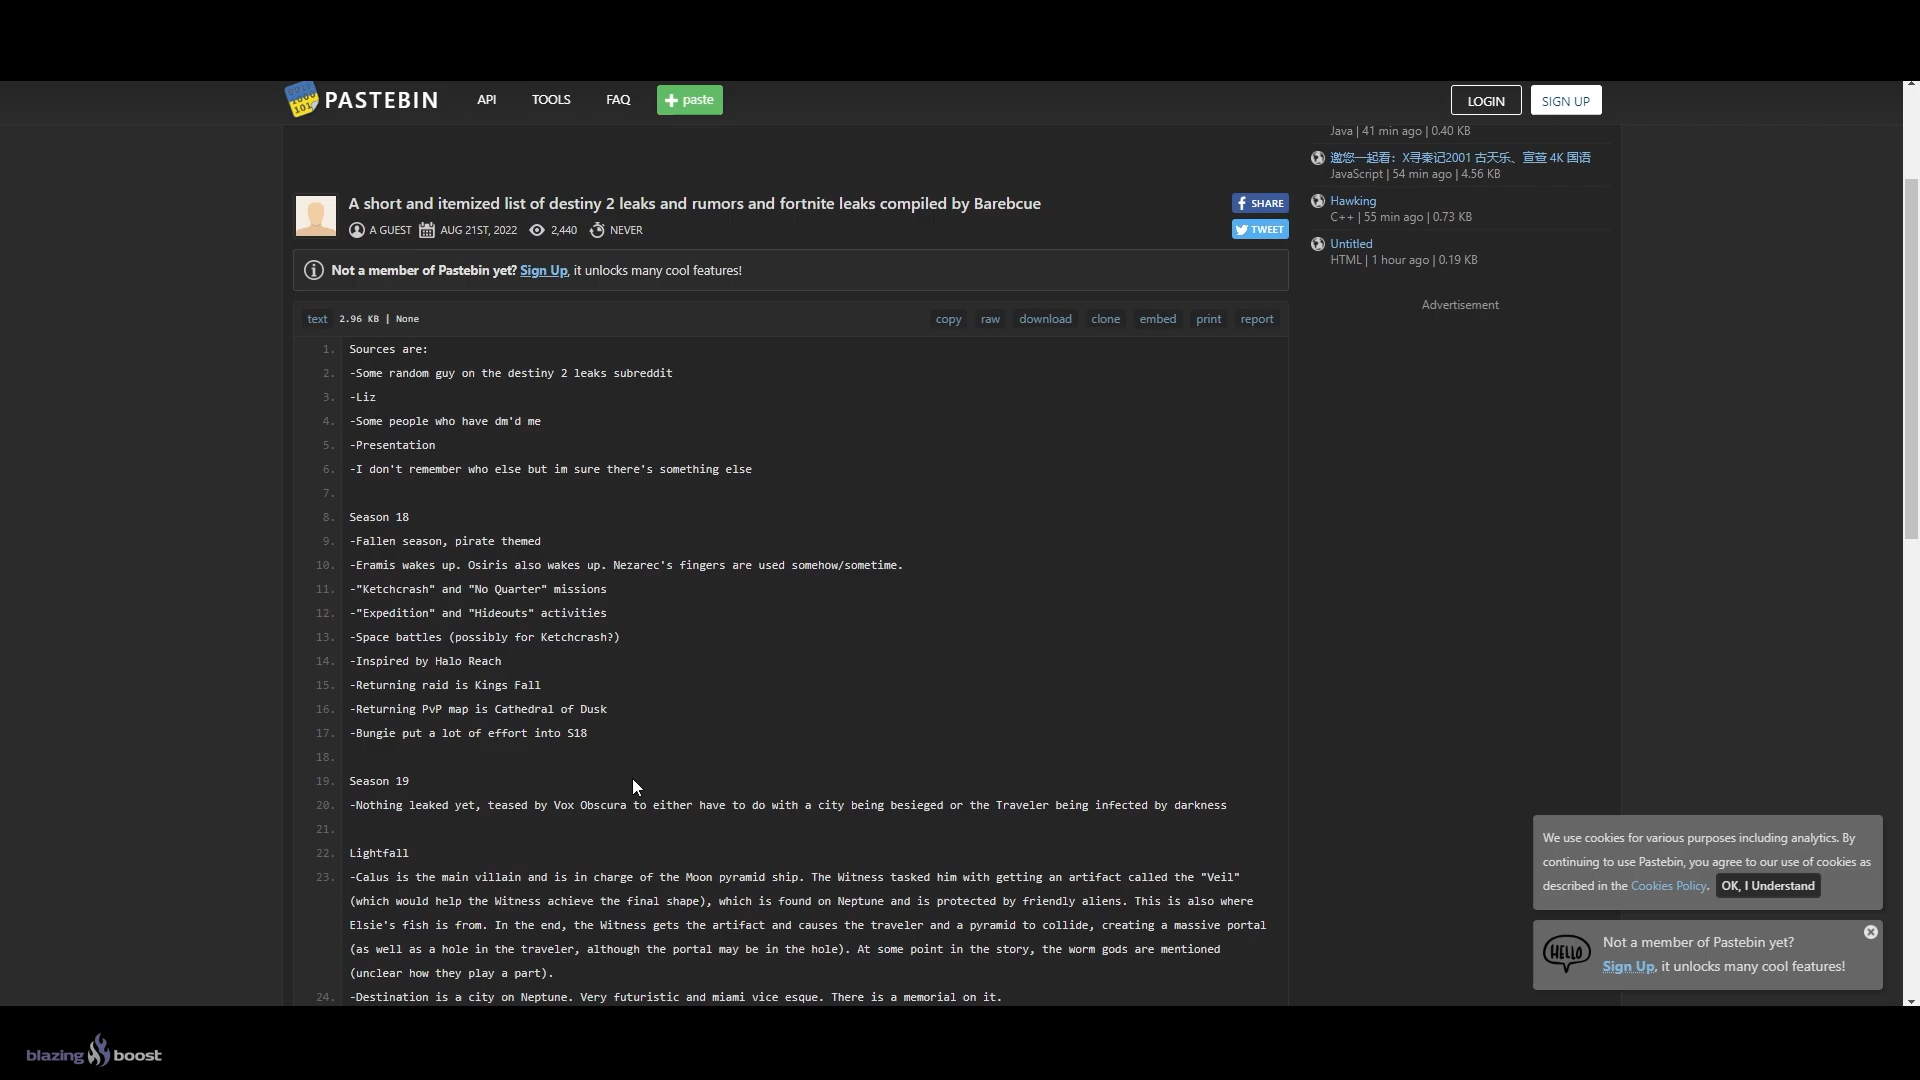 PASTEBIN API TOOLS FAQ + paste LOGIN SIGN UP
Java | 41 min ago | 0.40 KB
邀您一起看：X寻秦记2001 古天乐、宣萱 4K 国语
JavaScript | 54 min ago | 4.56 KB
Hawking
C++ | 55 min ago | 0.73 KB
Untitled
HTML | 1 hour ago | 0.19 KB
Advertisement
A short and itemized list of destiny 2 leaks and rumors and fortnite leaks compiled by Barebcue
SHARE
A GUEST AUG 21ST, 2022 2,440 NEVER
TWEET
Not a member of Pastebin yet? Sign Up, it unlocks many cool features!
text 2.96 KB | None copy raw download clone embed print report
1. Sources are:
2. -Some random guy on the destiny 2 leaks subreddit
3. -Liz
4. -Some people who have dm'd me
5. -Presentation
6. -I don't remember who else but im sure there's something else
7.
8. Season 18
9. -Fallen season, pirate themed
10. -Eramis wakes up. Osiris also wakes up. Nezarec's fingers are used somehow/sometime.
11. -"Ketchcrash" and "No Quarter" missions
12. -"Expedition" and "Hideouts" activities
13. -Space battles (possibly for Ketchcrash?)
14. -Inspired by Halo Reach
15. -Returning raid is Kings Fall
16. -Returning PvP map is Cathedral of Dusk
17. -Bungie put a lot of effort into S18
18.
19. Season 19
20. -Nothing leaked yet, teased by Vox Obscura to either have to do with a city being besieged or the Traveler being infected by darkness
21.
22. Lightfall
23. -Calus is the main villain and is in charge of the Moon pyramid ship. The Witness tasked him with getting an artifact called the "Veil"
(which would help the Witness achieve the final shape), which is found on Neptune and is protected by friendly aliens. This is also where
Elsie's fish is from. In the end, the Witness gets the artifact and causes the traveler and a pyramid to collide, creating a massive portal
(as well as a hole in the traveler, although the portal may be in the hole). At some point in the story, the worm gods are mentioned
(unclear how they play a part).
24. -Destination is a city on Neptune. Very futuristic and miami vice esque. There is a memorial on it.
We use cookies for various purposes including analytics. By
continuing to use Pastebin, you agree to our use of cookies as
described in the Cookies Policy. OK, I Understand
HELLO
Not a member of Pastebin yet?
Sign Up, it unlocks many cool features!
blazing boost